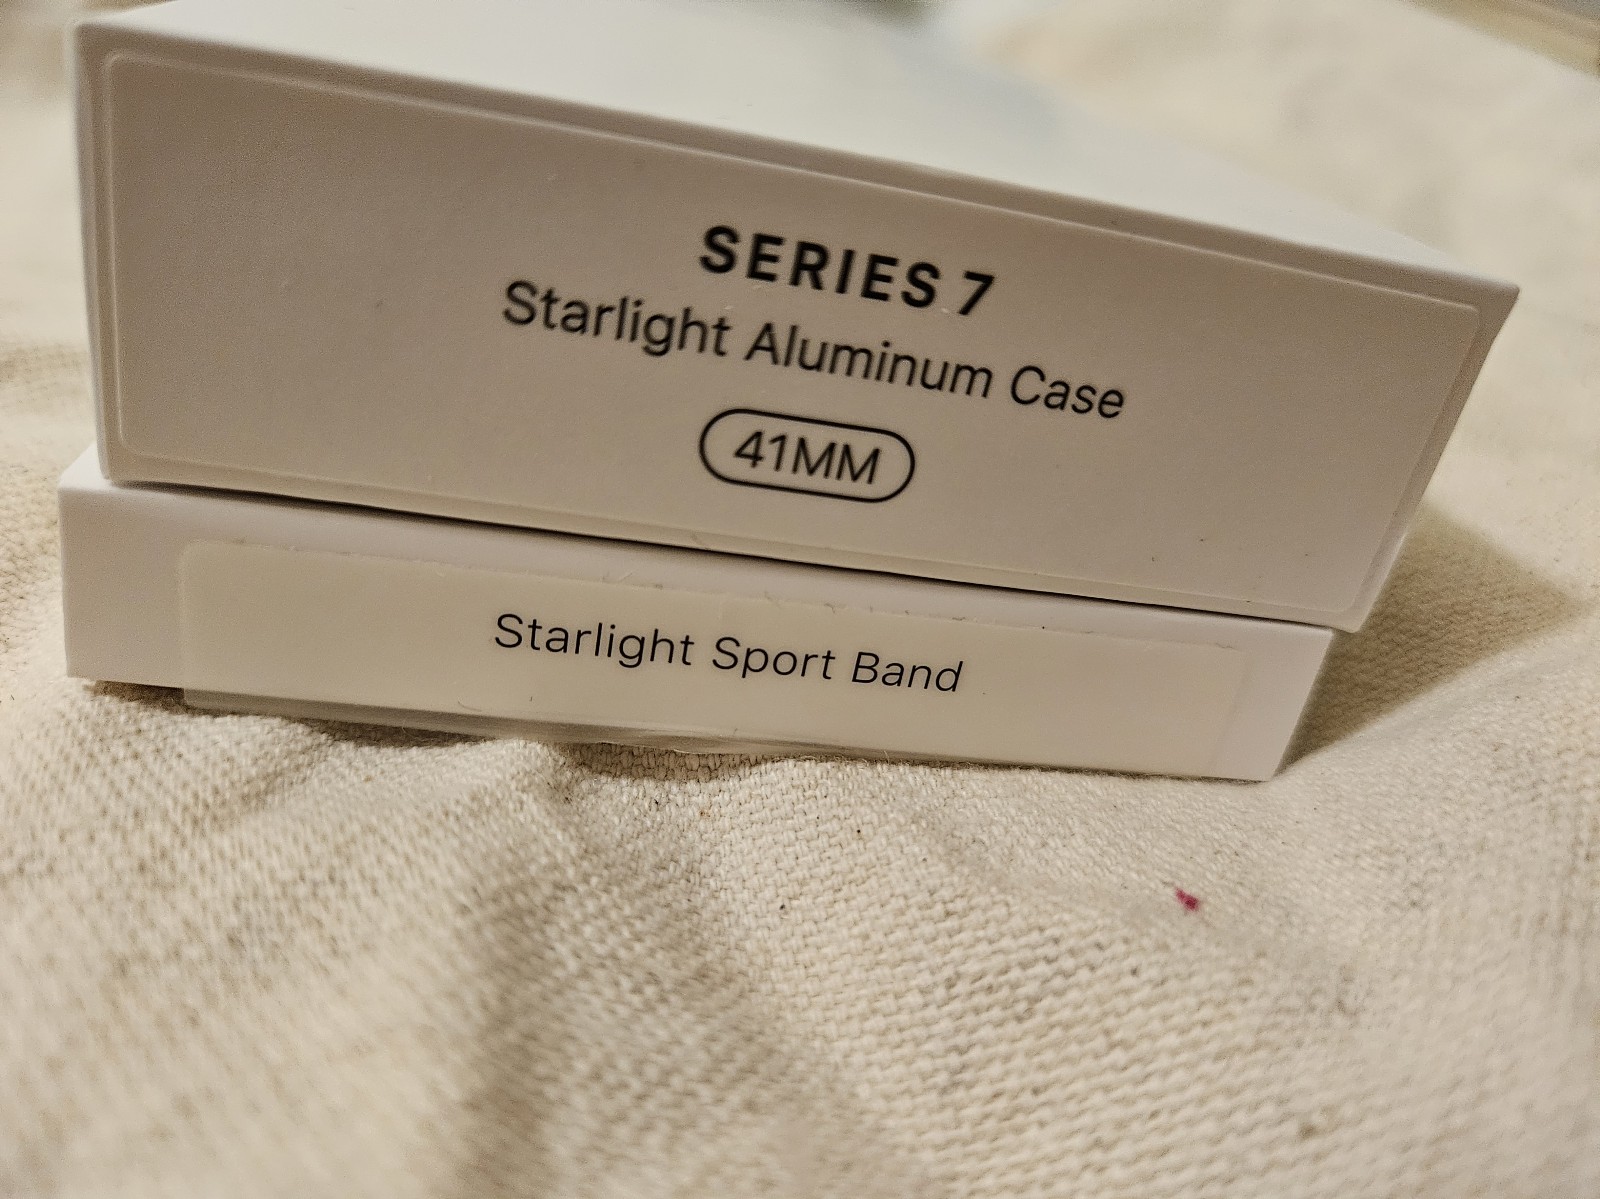 SERIES 7
Starlight Aluminum Case
41MM
Starlight Sport Band